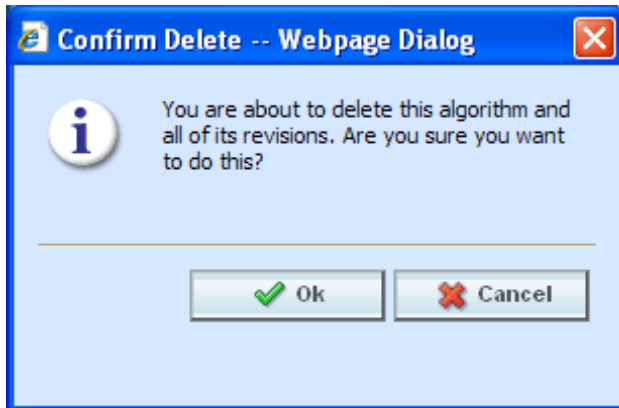 Confirm Delete -- Webpage Dialog
You are about to delete this algorithm and
all of its revisions. Are you sure you want
to do this?
Ok
Cancel